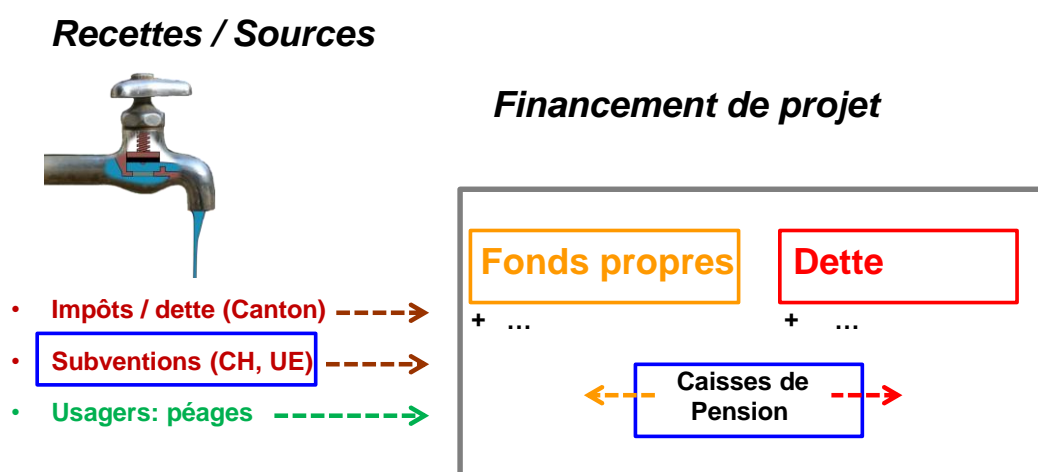 Recettes / Sources
Financement de projet
Fonds propres
Dette
• Impôts / dette (Canton)
+ …
+ …
• Subventions (CH, UE)
Caisses de
Pension
• Usagers: péages